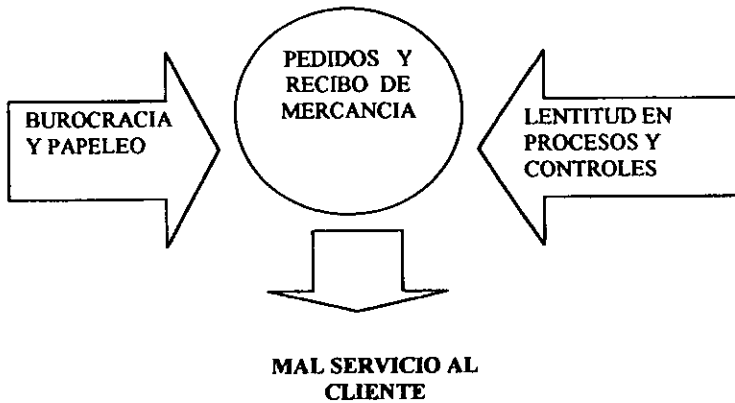 PEDIDOS Y
RECIBO DE
MERCANCIA
BUROCRACIA
Y PAPELEO
LENTITUD EN
PROCESOS Y
CONTROLES
MAL SERVICIO AL
CLIENTE